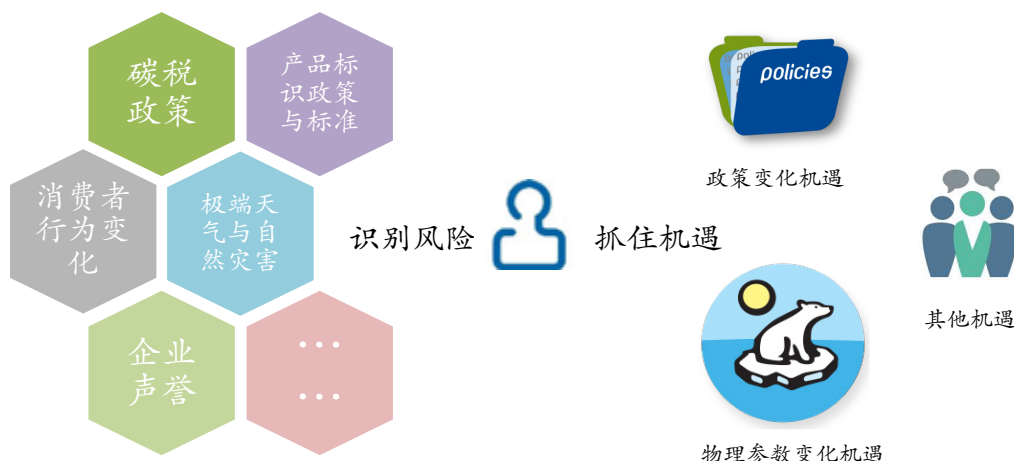 碳税
政策
产品标
识政策
与标准
消费者
行为变
化
极端天
气与自
然灾害
企业
声誉
...
...
识别风险
抓住机遇
policies
政策变化机遇
其他机遇
物理参数变化机遇